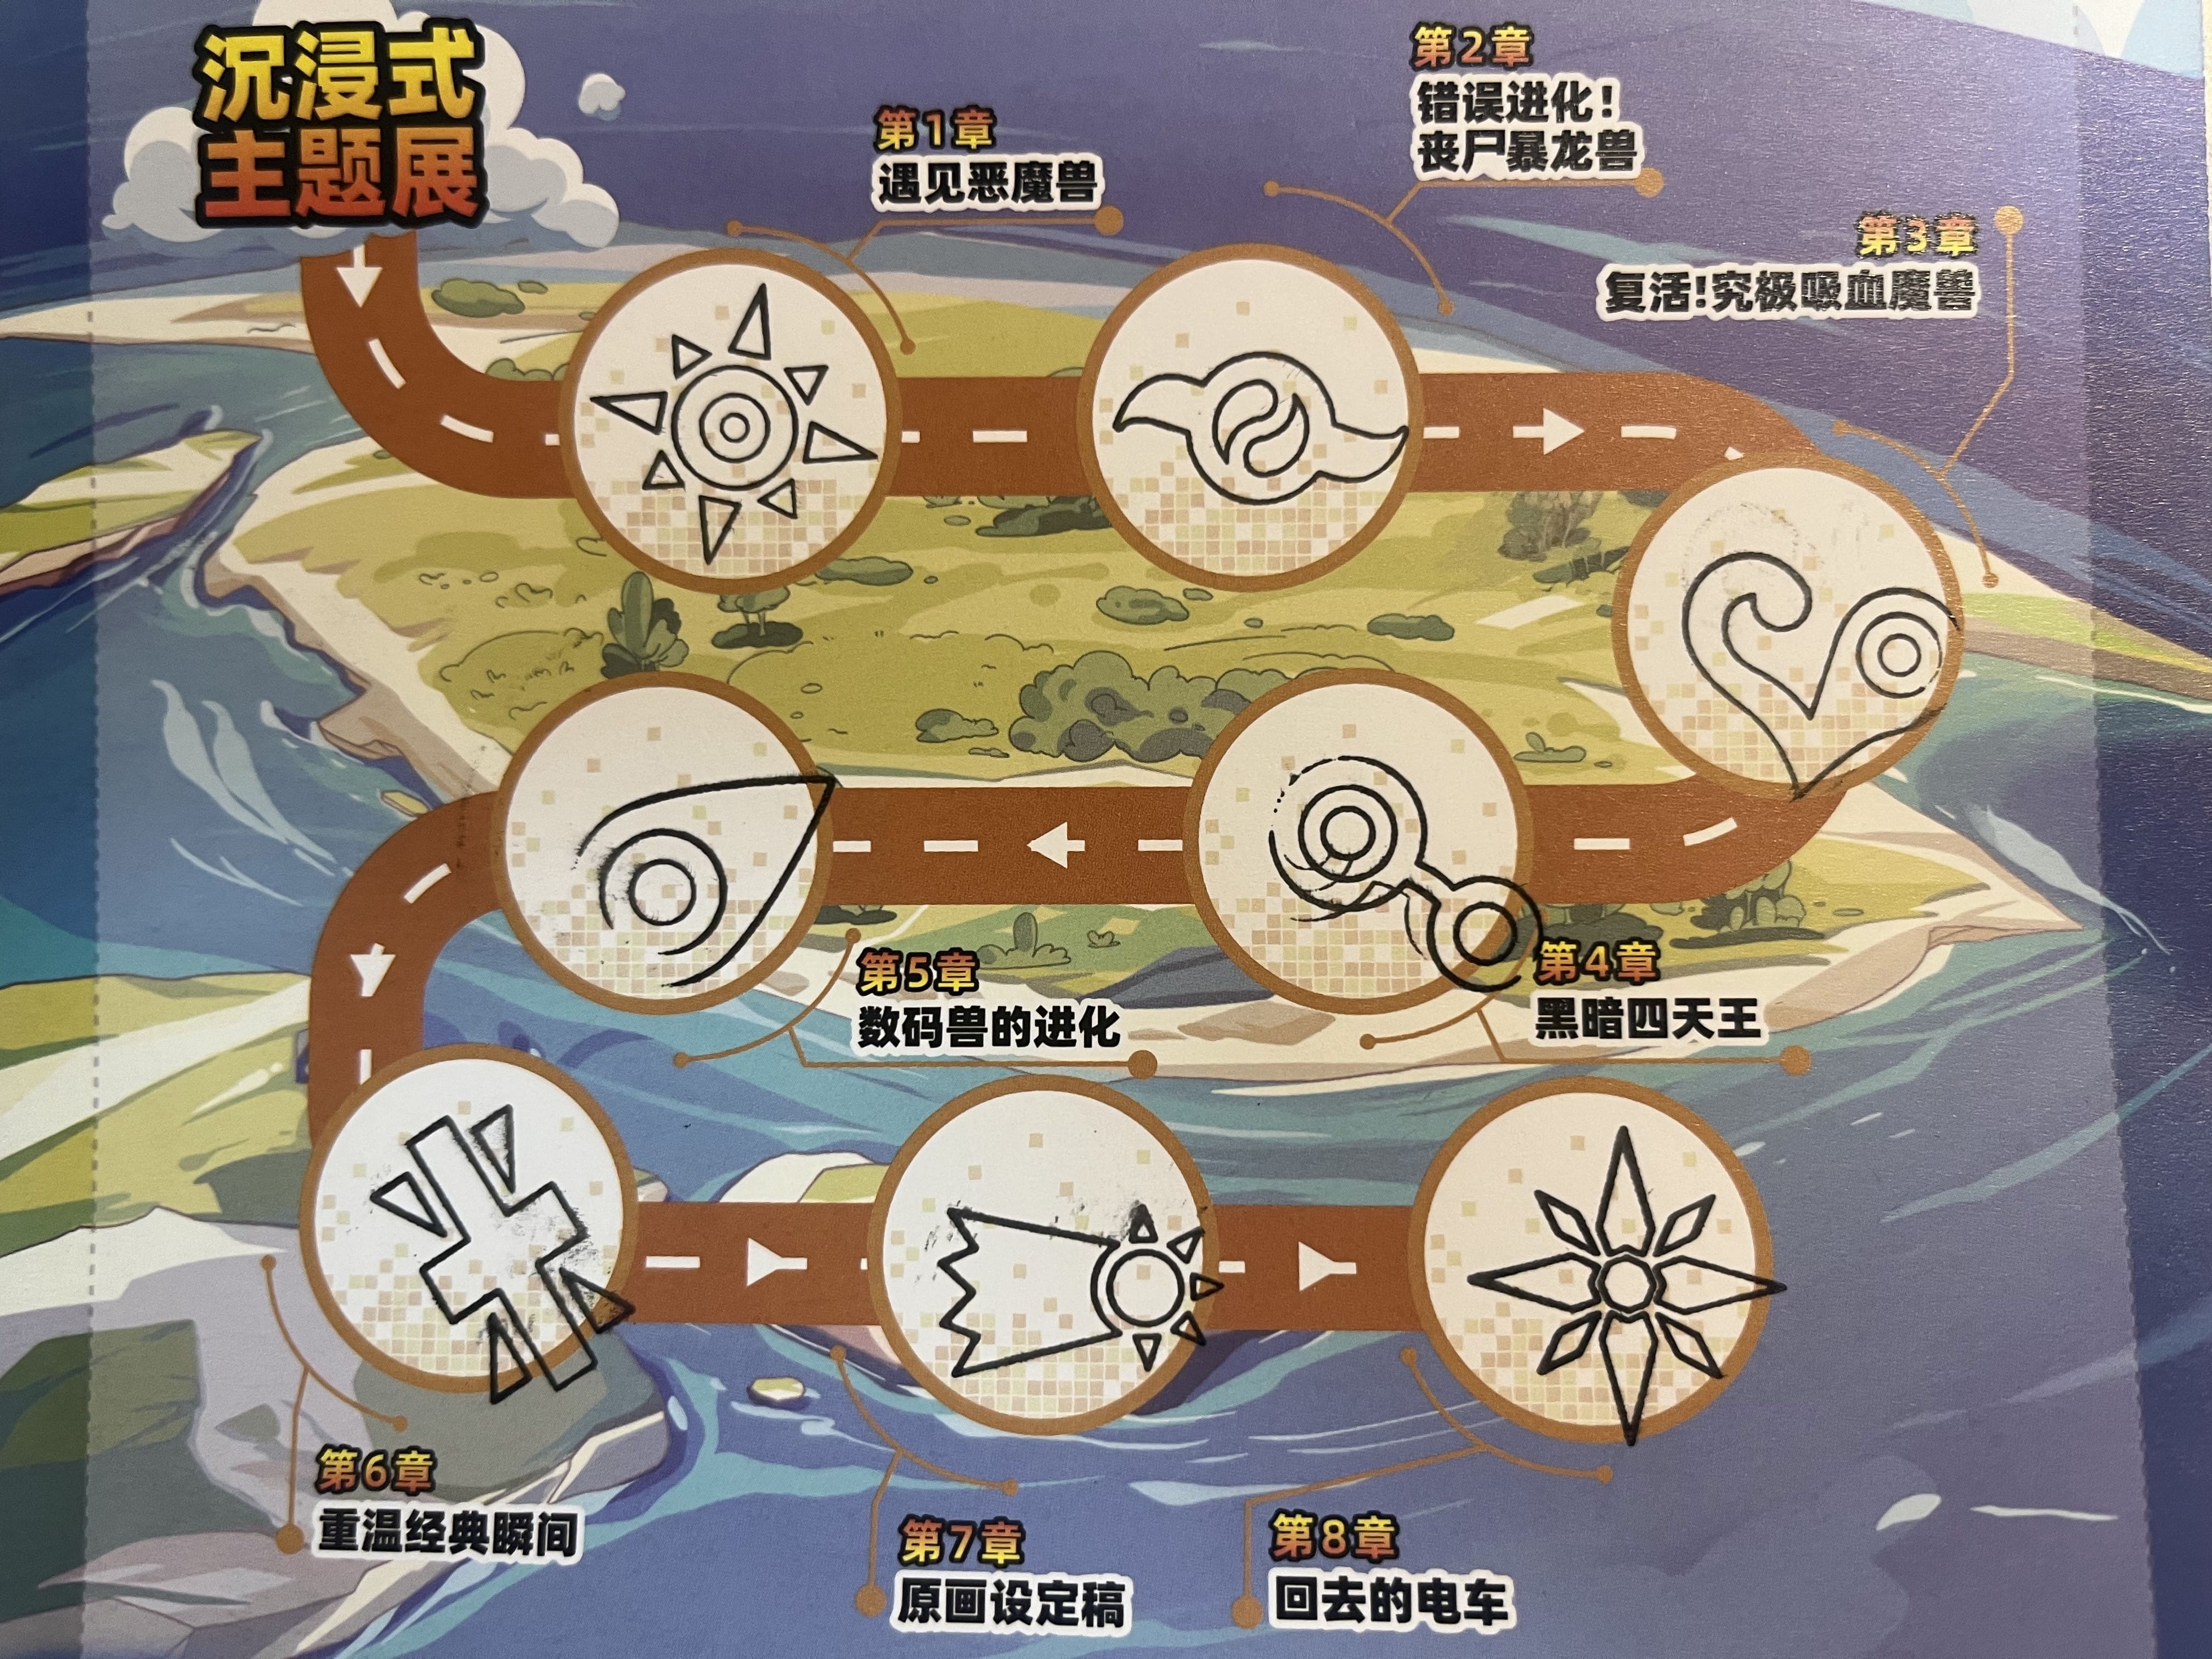 沉浸式
主题展
第1章
遇见恶魔兽
第2章
错误进化!
丧尸暴龙兽
第3章
复活!究极吸血魔兽
第4章
黑暗四天王
第5章
数码兽的进化
第6章
重温经典瞬间
第7章
原画设定稿
第8章
回去的电车